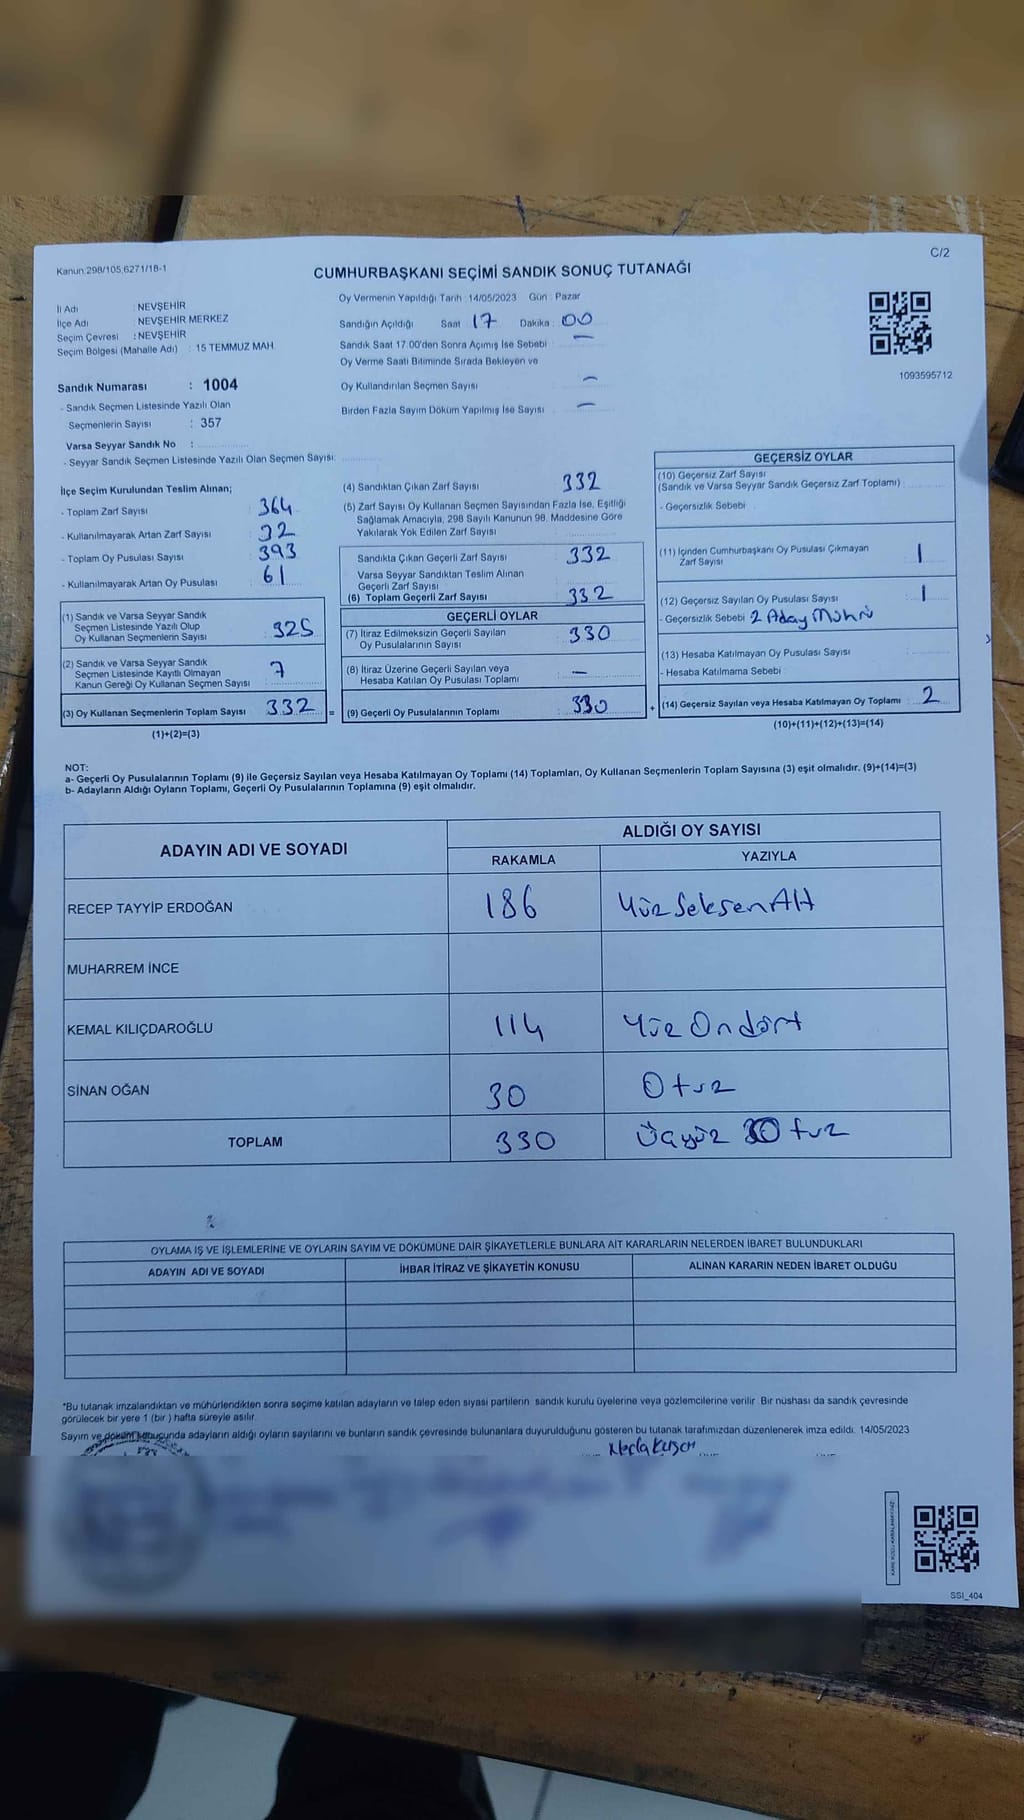 Kanun:298/105,6271/18-1
C/2
CUMHURBAŞKANI SEÇİMİ SANDIK SONUÇ TUTANAĞI
İl Adı : NEVŞEHİR
İlçe Adı : NEVŞEHİR MERKEZ
Seçim Çevresi : NEVŞEHİR
Seçim Bölgesi (Mahalle Adı) : 15 TEMMUZ MAH.
Oy Vermenin Yapıldığı Tarih : 14/05/2023 Gün : Pazar
Sandığın Açıldığı Saat 17 Dakika : 00
Sandık Saat 17.00'den Sonra Açımış İse Sebebi : —
Oy Verme Saati Bitiminde Sırada Bekleyen ve
Oy Kullandırılan Seçmen Sayısı —
Birden Fazla Sayım Döküm Yapılmış İse Sayısı —
1093595712
Sandık Numarası : 1004
- Sandık Seçmen Listesinde Yazılı Olan
Seçmenlerin Sayısı : 357
Varsa Seyyar Sandık No :
- Seyyar Sandık Seçmen Listesinde Yazılı Olan Seçmen Sayısı:
İlçe Seçim Kurulundan Teslim Alınan;
- Toplam Zarf Sayısı 364
- Kullanılmayarak Artan Zarf Sayısı 32
- Toplam Oy Pusulası Sayısı 393
- Kullanılmayarak Artan Oy Pusulası 61
(1) Sandık ve Varsa Seyyar Sandık
Seçmen Listesinde Yazılı Olup
Oy Kullanan Seçmenlerin Sayısı 325
(2) Sandık ve Varsa Seyyar Sandık
Seçmen Listesinde Kayıtlı Olmayan
Kanun Gereği Oy Kullanan Seçmen Sayısı 7
(3) Oy Kullanan Seçmenlerin Toplam Sayısı 332 =
(1)+(2)=(3)
(4) Sandıktan Çıkan Zarf Sayısı 332
(5) Zarf Sayısı Oy Kullanan Seçmen Sayısından Fazla İse, Eşitliği
Sağlamak Amacıyla, 298 Sayılı Kanunun 98. Maddesine Göre
Yakılarak Yok Edilen Zarf Sayısı
Sandıkta Çıkan Geçerli Zarf Sayısı 332
Varsa Seyyar Sandıktan Teslim Alınan
Geçerli Zarf Sayısı
(6) Toplam Geçerli Zarf Sayısı 332
GEÇERLİ OYLAR
(7) İtiraz Edilmeksizin Geçerli Sayılan
Oy Pusulalarının Sayısı 330
(8) İtiraz Üzerine Geçerli Sayılan veya
Hesaba Katılan Oy Pusulası Toplamı —
(9) Geçerli Oy Pusulalarının Toplamı 330 +
GEÇERSİZ OYLAR
(10) Geçersiz Zarf Sayısı
(Sandık ve Varsa Seyyar Sandık Geçersiz Zarf Toplamı)
- Geçersizlik Sebebi
(11) İçinden Cumhurbaşkanı Oy Pusulası Çıkmayan
Zarf Sayısı 1
(12) Geçersiz Sayılan Oy Pusulası Sayısı 1
- Geçersizlik Sebebi 2 Aday Mührü
(13) Hesaba Katılmayan Oy Pusulası Sayısı
- Hesaba Katılmama Sebebi
(14) Geçersiz Sayılan veya Hesaba Katılmayan Oy Toplamı : 2
(10)+(11)+(12)+(13)=(14)
NOT:
a- Geçerli Oy Pusulalarının Toplamı (9) ile Geçersiz Sayılan veya Hesaba Katılmayan Oy Toplamı (14) Toplamları, Oy Kullanan Seçmenlerin Toplam Sayısına (3) eşit olmalıdır. (9)+(14)=(3)
b- Adayların Aldığı Oyların Toplamı, Geçerli Oy Pusulalarının Toplamına (9) eşit olmalıdır.
ADAYIN ADI VE SOYADI
ALDIĞI OY SAYISI
RAKAMLA YAZIYLA
RECEP TAYYİP ERDOĞAN 186 Yüz Seksen Altı
MUHARREM İNCE
KEMAL KILIÇDAROĞLU 114 Yüz On dört
SİNAN OĞAN 30 Otuz
TOPLAM 330 Üçyüz Otuz
OYLAMA İŞ VE İŞLEMLERİNE VE OYLARIN SAYIM VE DÖKÜMÜNE DAİR ŞİKAYETLERLE BUNLARA AİT KARARLARIN NELERDEN İBARET BULUNDUKLARI
ADAYIN ADI VE SOYADI İHBAR İTİRAZ VE ŞİKAYETİN KONUSU ALINAN KARARIN NEDEN İBARET OLDUĞU
*Bu tutanak imzalandıktan ve mühürlendikten sonra seçime katılan adayların ve talep eden siyasi partilerin sandık kurulu üyelerine veya gözlemcilerine verilir. Bir nüshası da sandık çevresinde
görülecek bir yere 1 (bir ) hafta süreyle asılır.
Sayım ve döküm sonucunda adayların aldığı oyların sayılarını ve bunların sandık çevresinde bulunanlara duyurulduğunu gösteren bu tutanak tarafımızdan düzenlenerek imza edildi. 14/05/2023
SSI_404